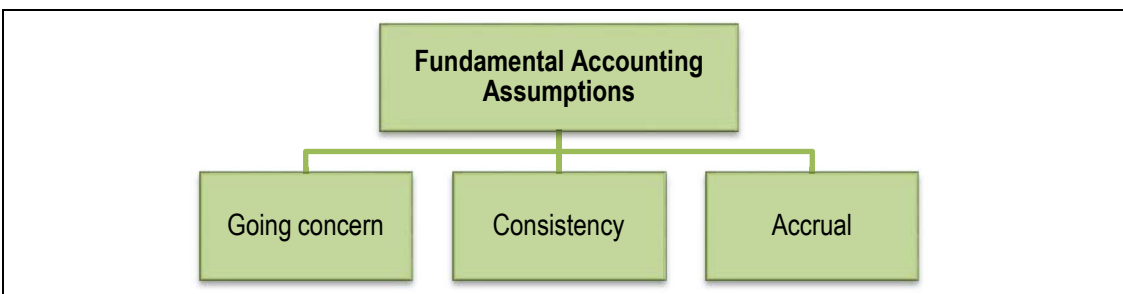 Fundamental Accounting
Assumptions
Going concern
Consistency
Accrual